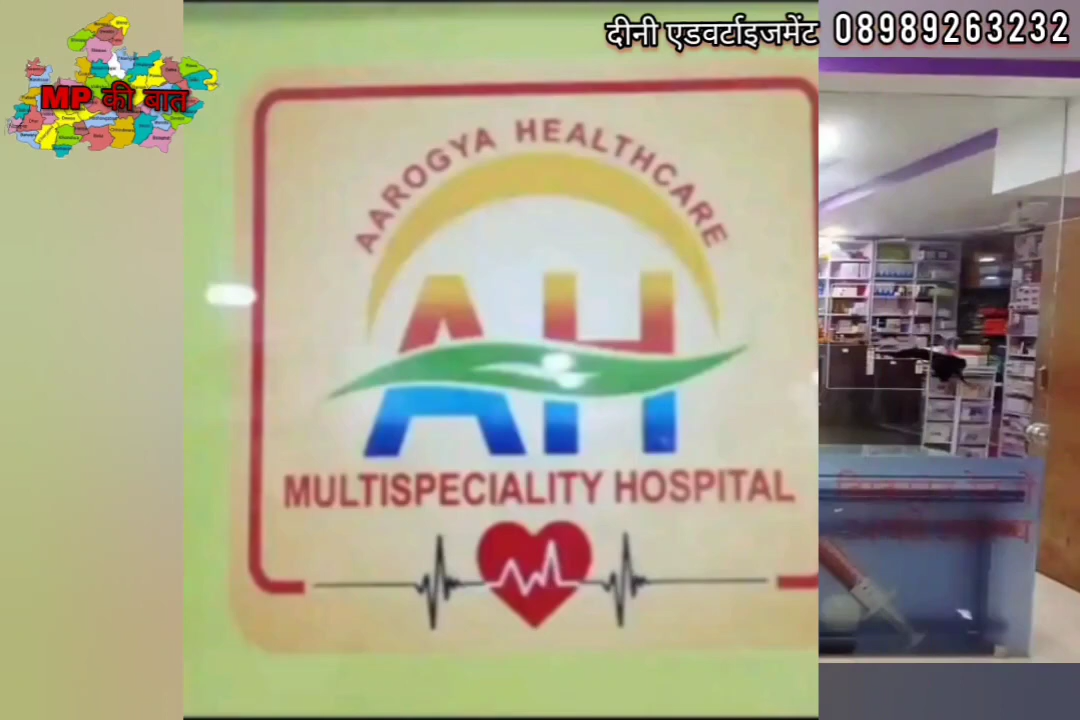 दीनी एडवर्टाइजमेंट 08989263232
MP की बात
AAROGYA HEALTHCARE
AH
MULTISPECIALITY HOSPITAL